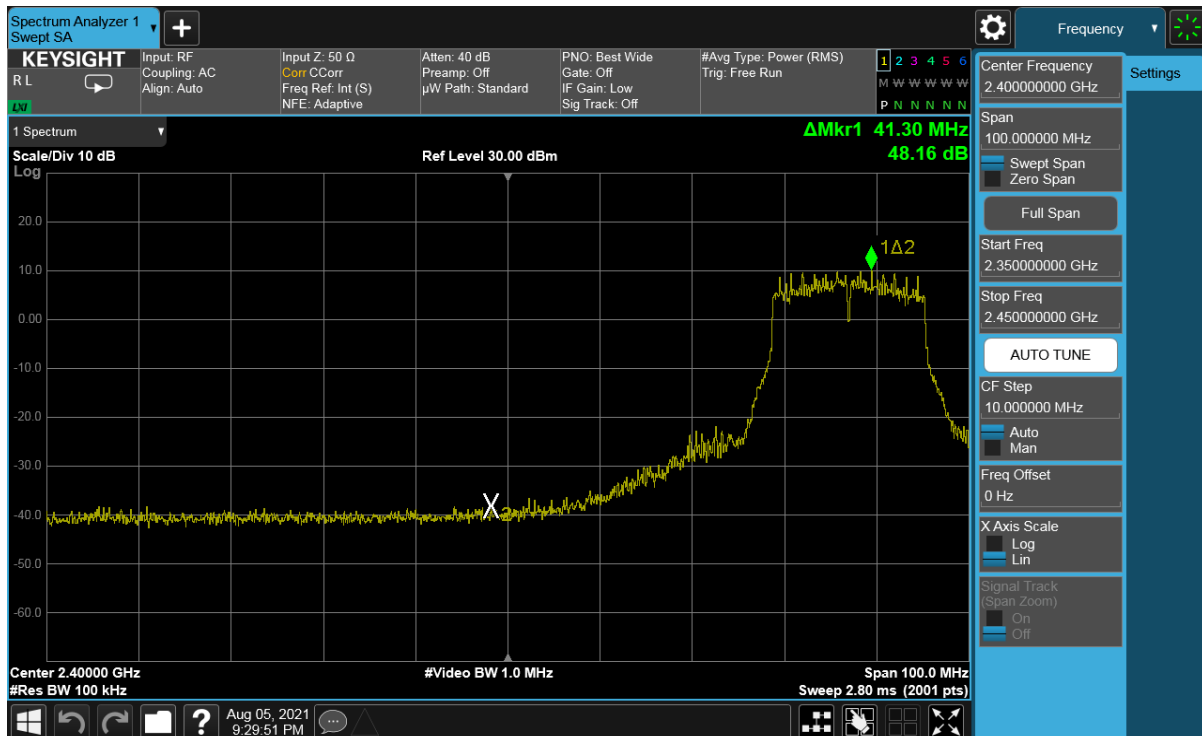 Spectrum Analyzer 1
Swept SA
Frequency
KEYSIGHT
R L
LXI
Input: RF
Coupling: AC
Align: Auto
Input Z: 50 Ω
Corr CCorr
Freq Ref: Int (S)
NFE: Adaptive
Atten: 40 dB
Preamp: Off
µW Path: Standard
PNO: Best Wide
Gate: Off
IF Gain: Low
Sig Track: Off
#Avg Type: Power (RMS)
Trig: Free Run
1 2 3 4 5 6
M W W W W W
P N N N N N
1 Spectrum
Scale/Div 10 dB
Log
Ref Level 30.00 dBm
ΔMkr1 41.30 MHz
48.16 dB
20.0
10.0
0.00
-10.0
-20.0
-30.0
-40.0
-50.0
-60.0
1Δ2
X
2
Center 2.40000 GHz
#Res BW 100 kHz
#Video BW 1.0 MHz
Span 100.0 MHz
Sweep 2.80 ms (2001 pts)
Center Frequency
2.400000000 GHz
Settings
Span
100.000000 MHz
Swept Span
Zero Span
Full Span
Start Freq
2.350000000 GHz
Stop Freq
2.450000000 GHz
AUTO TUNE
CF Step
10.000000 MHz
Auto
Man
Freq Offset
0 Hz
X Axis Scale
Log
Lin
Signal Track
(Span Zoom)
On
Off
?
Aug 05, 2021
9:29:51 PM